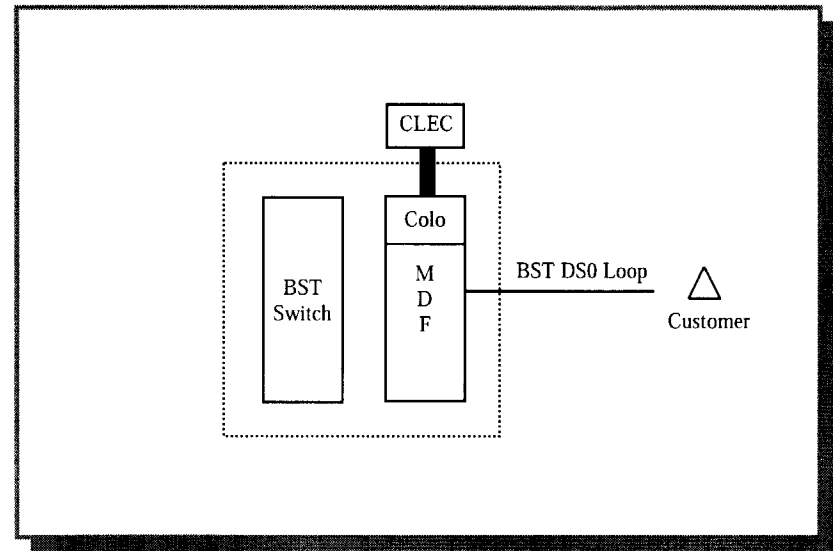 CLEC
Colo
BST
Switch
M
D
F
BST DS0 Loop
Customer